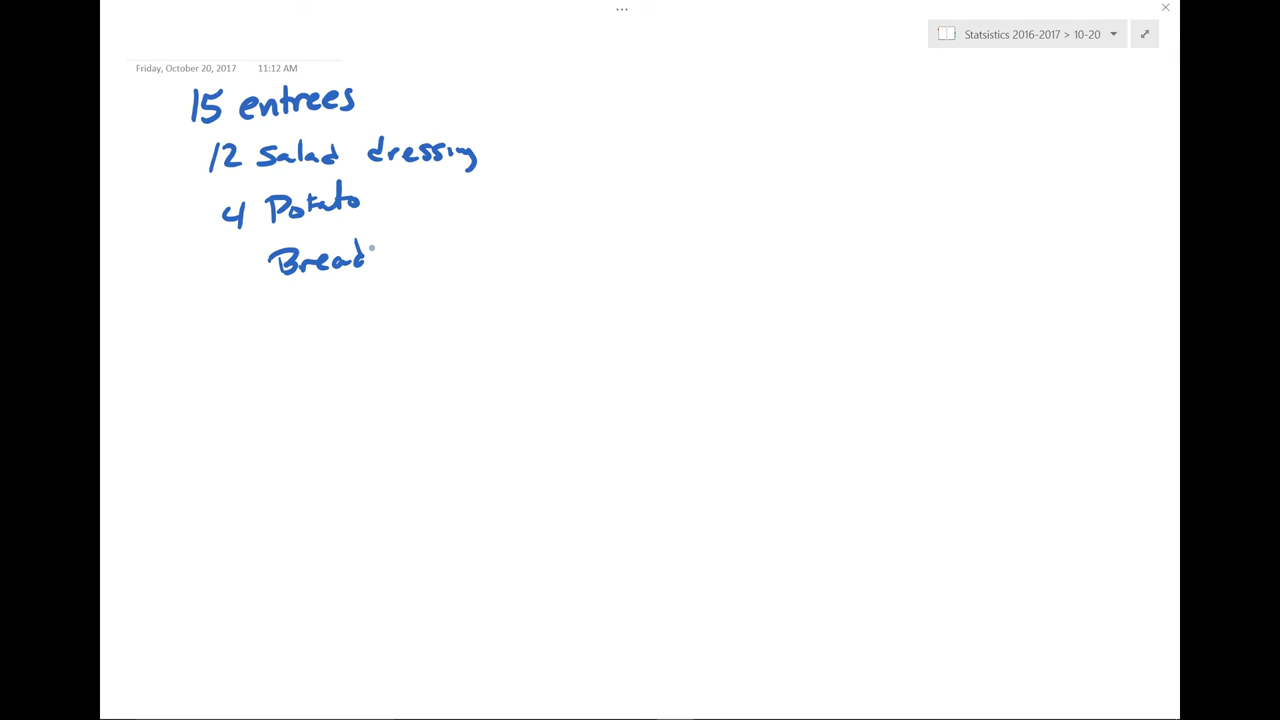 ...
Statsistics 2016-2017 > 10-20
Friday, October 20, 2017 11:12 AM
15 entrees
12 Salad dressing
4 Potato
Bread